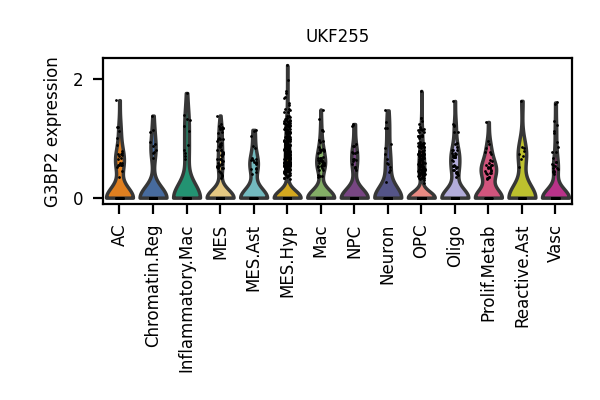 UKF255
G3BP2 expression
2
0
AC
Chromatin.Reg
Inflammatory.Mac
MES
MES.Ast
MES.Hyp
Mac
NPC
Neuron
OPC
Oligo
Prolif.Metab
Reactive.Ast
Vasc